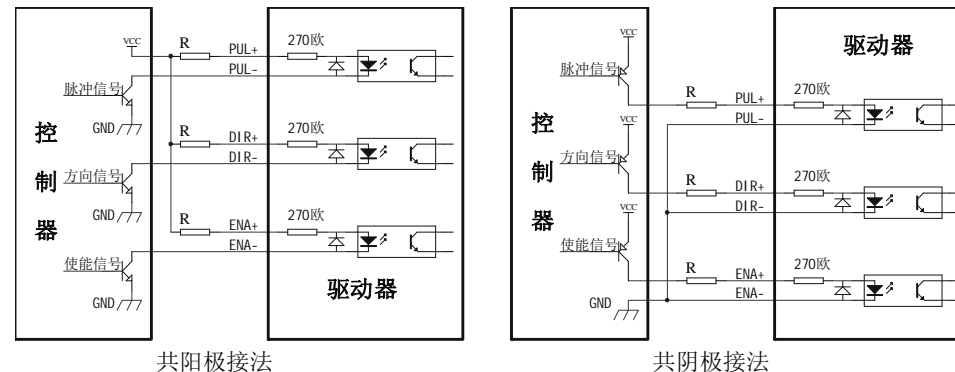 VCC
R
PUL+
270欧
PUL-
脉冲信号
GND
R
DIR+
270欧
DIR-
方向信号
GND
R
ENA+
270欧
ENA-
使能信号
GND
控制器
驱动器
共阳极接法
VCC
脉冲信号
R
PUL+
270欧
PUL-
VCC
方向信号
R
DIR+
270欧
DIR-
VCC
使能信号
R
ENA+
270欧
ENA-
GND
控制器
驱动器
共阴极接法